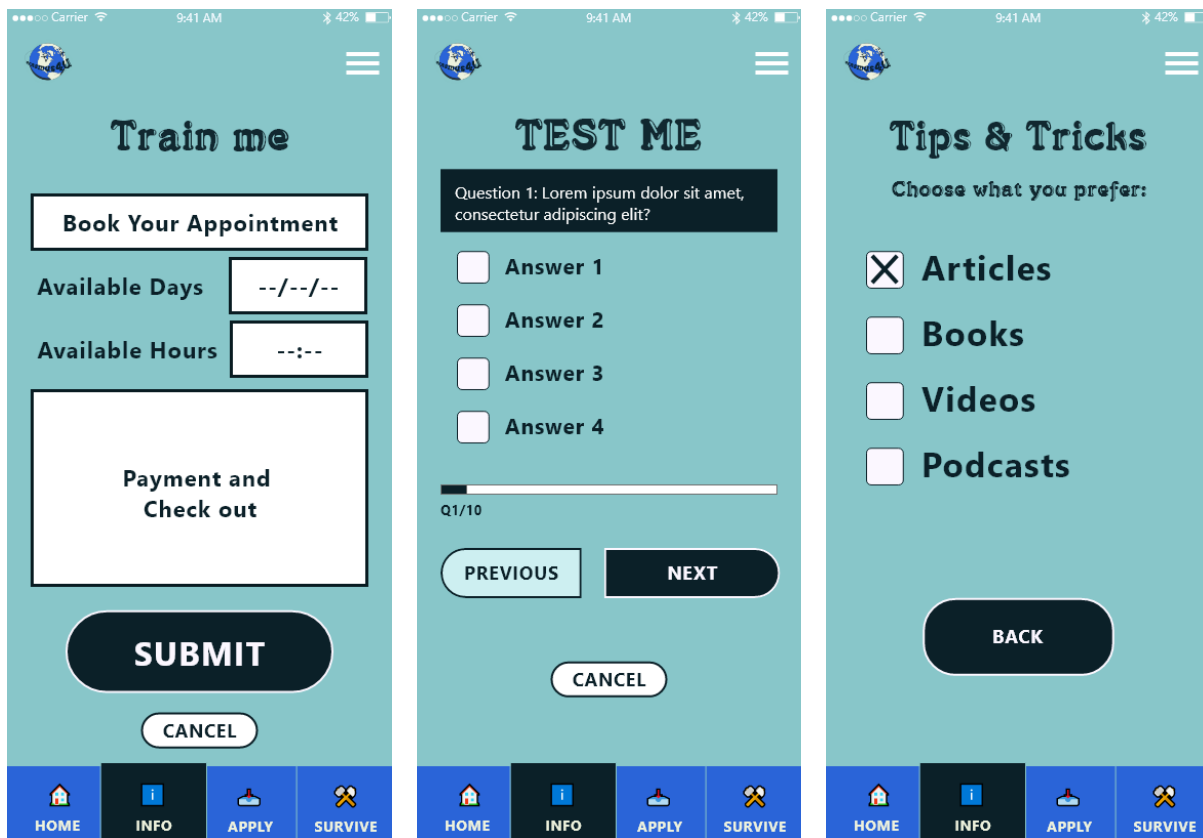 Carrier 9:41 AM 42%
Train me
Book Your Appointment
Available Days --/--/--
Available Hours --:--
Payment and
Check out
SUBMIT
CANCEL
HOME INFO APPLY SURVIVE
Carrier 9:41 AM 42%
TEST ME
Question 1: Lorem ipsum dolor sit amet,
consectetur adipiscing elit?
Answer 1
Answer 2
Answer 3
Answer 4
Q1/10
PREVIOUS NEXT
CANCEL
HOME INFO APPLY SURVIVE
Carrier 9:41 AM 42%
Tips & Tricks
Choose what you prefer:
Articles
Books
Videos
Podcasts
BACK
HOME INFO APPLY SURVIVE